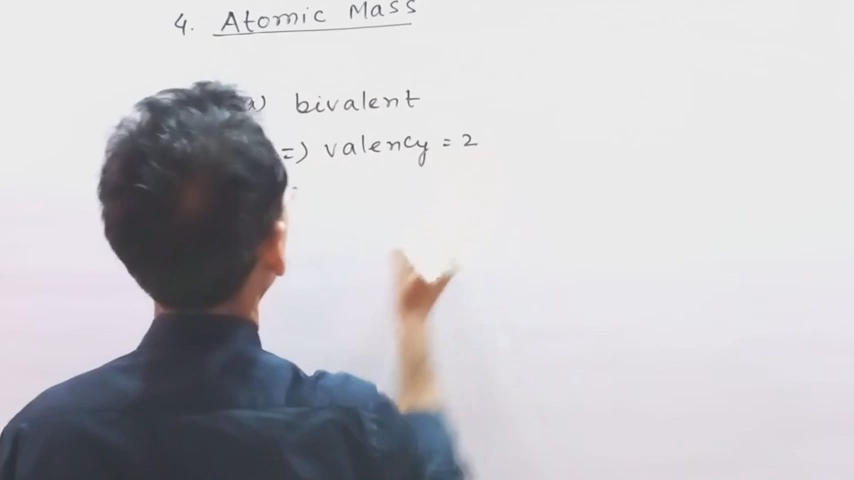 4. Atomic Mass
a) bivalent
=) valency = 2